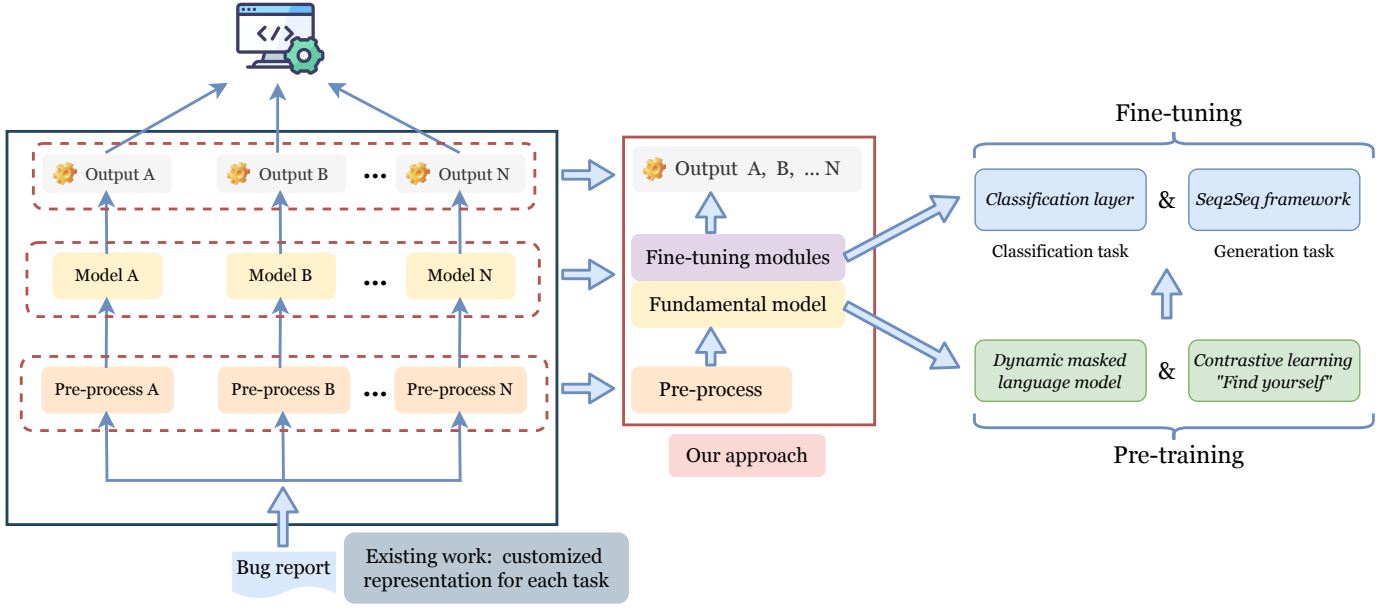 </>
Output A
Output B
...
Output N
Model A
Model B
...
Model N
Pre-process A
Pre-process B
...
Pre-process N
Bug report
Existing work: customized
representation for each task
Output A, B, ... N
Fine-tuning modules
Fundamental model
Pre-process
Our approach
Fine-tuning
Classification layer
&
Seq2Seq framework
Classification task
Generation task
Dynamic masked
language model
&
Contrastive learning
"Find yourself"
Pre-training